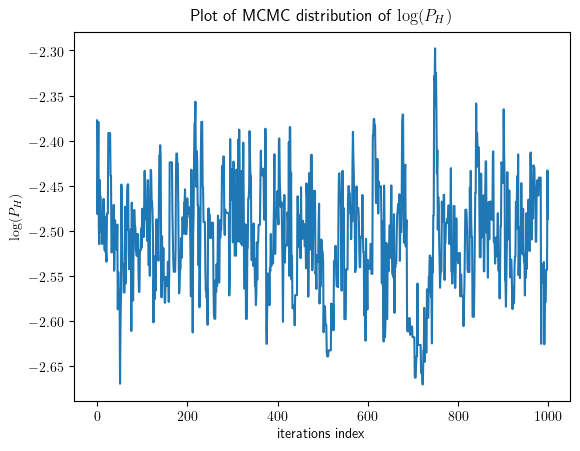 Plot of MCMC distribution of log(P_H)
−2.30
−2.35
−2.40
−2.45
−2.50
−2.55
−2.60
−2.65
log(P_H)
0 200 400 600 800 1000
iterations index